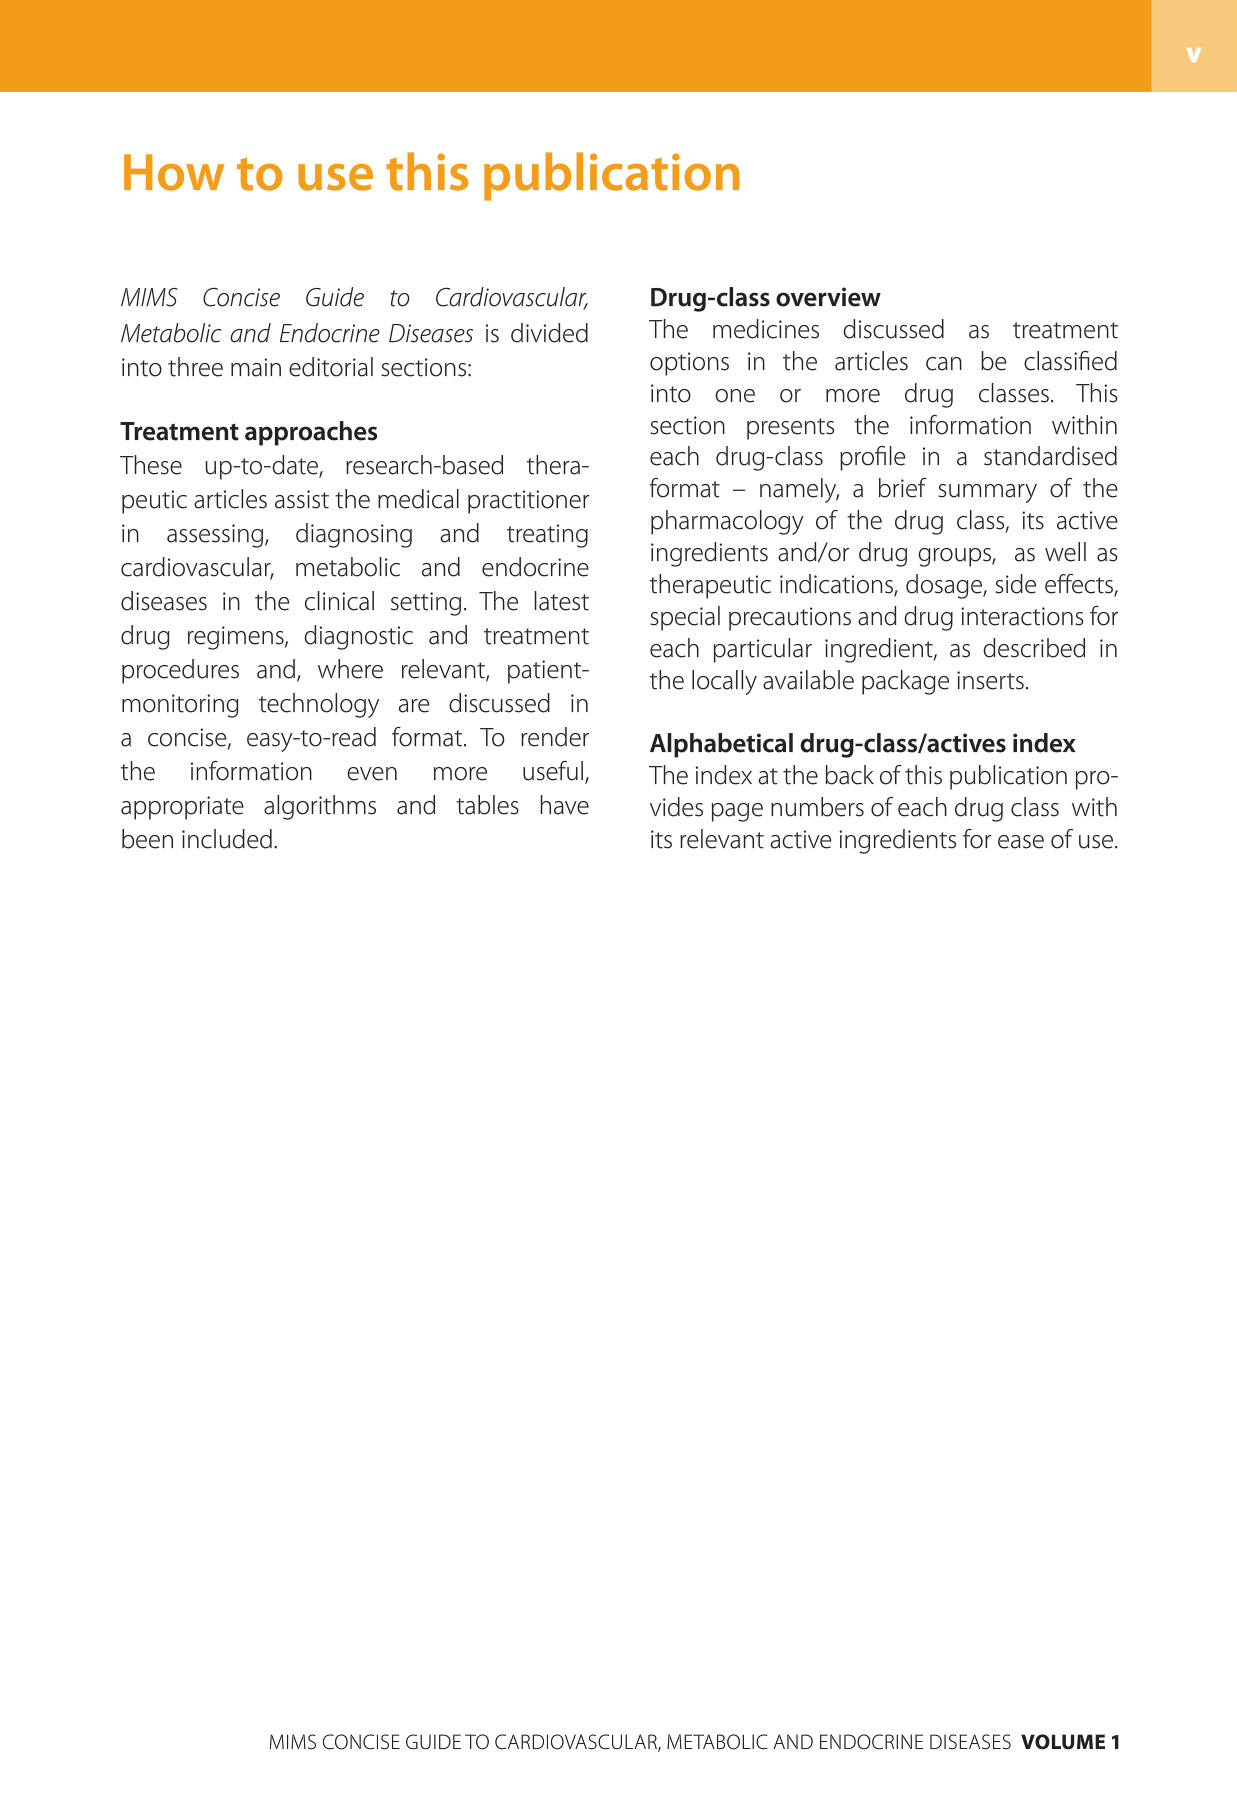 v
How to use this publication
MIMS Concise Guide to Cardiovascular,
Metabolic and Endocrine Diseases is divided
into three main editorial sections:
Treatment approaches
These up-to-date, research-based thera-
peutic articles assist the medical practitioner
in assessing, diagnosing and treating
cardiovascular, metabolic and endocrine
diseases in the clinical setting. The latest
drug regimens, diagnostic and treatment
procedures and, where relevant, patient-
monitoring technology are discussed in
a concise, easy-to-read format. To render
the information even more useful,
appropriate algorithms and tables have
been included.
Drug-class overview
The medicines discussed as treatment
options in the articles can be classified
into one or more drug classes. This
section presents the information within
each drug-class profile in a standardised
format – namely, a brief summary of the
pharmacology of the drug class, its active
ingredients and/or drug groups, as well as
therapeutic indications, dosage, side effects,
special precautions and drug interactions for
each particular ingredient, as described in
the locally available package inserts.
Alphabetical drug-class/actives index
The index at the back of this publication pro-
vides page numbers of each drug class with
its relevant active ingredients for ease of use.
MIMS CONCISE GUIDE TO CARDIOVASCULAR, METABOLIC AND ENDOCRINE DISEASES VOLUME 1